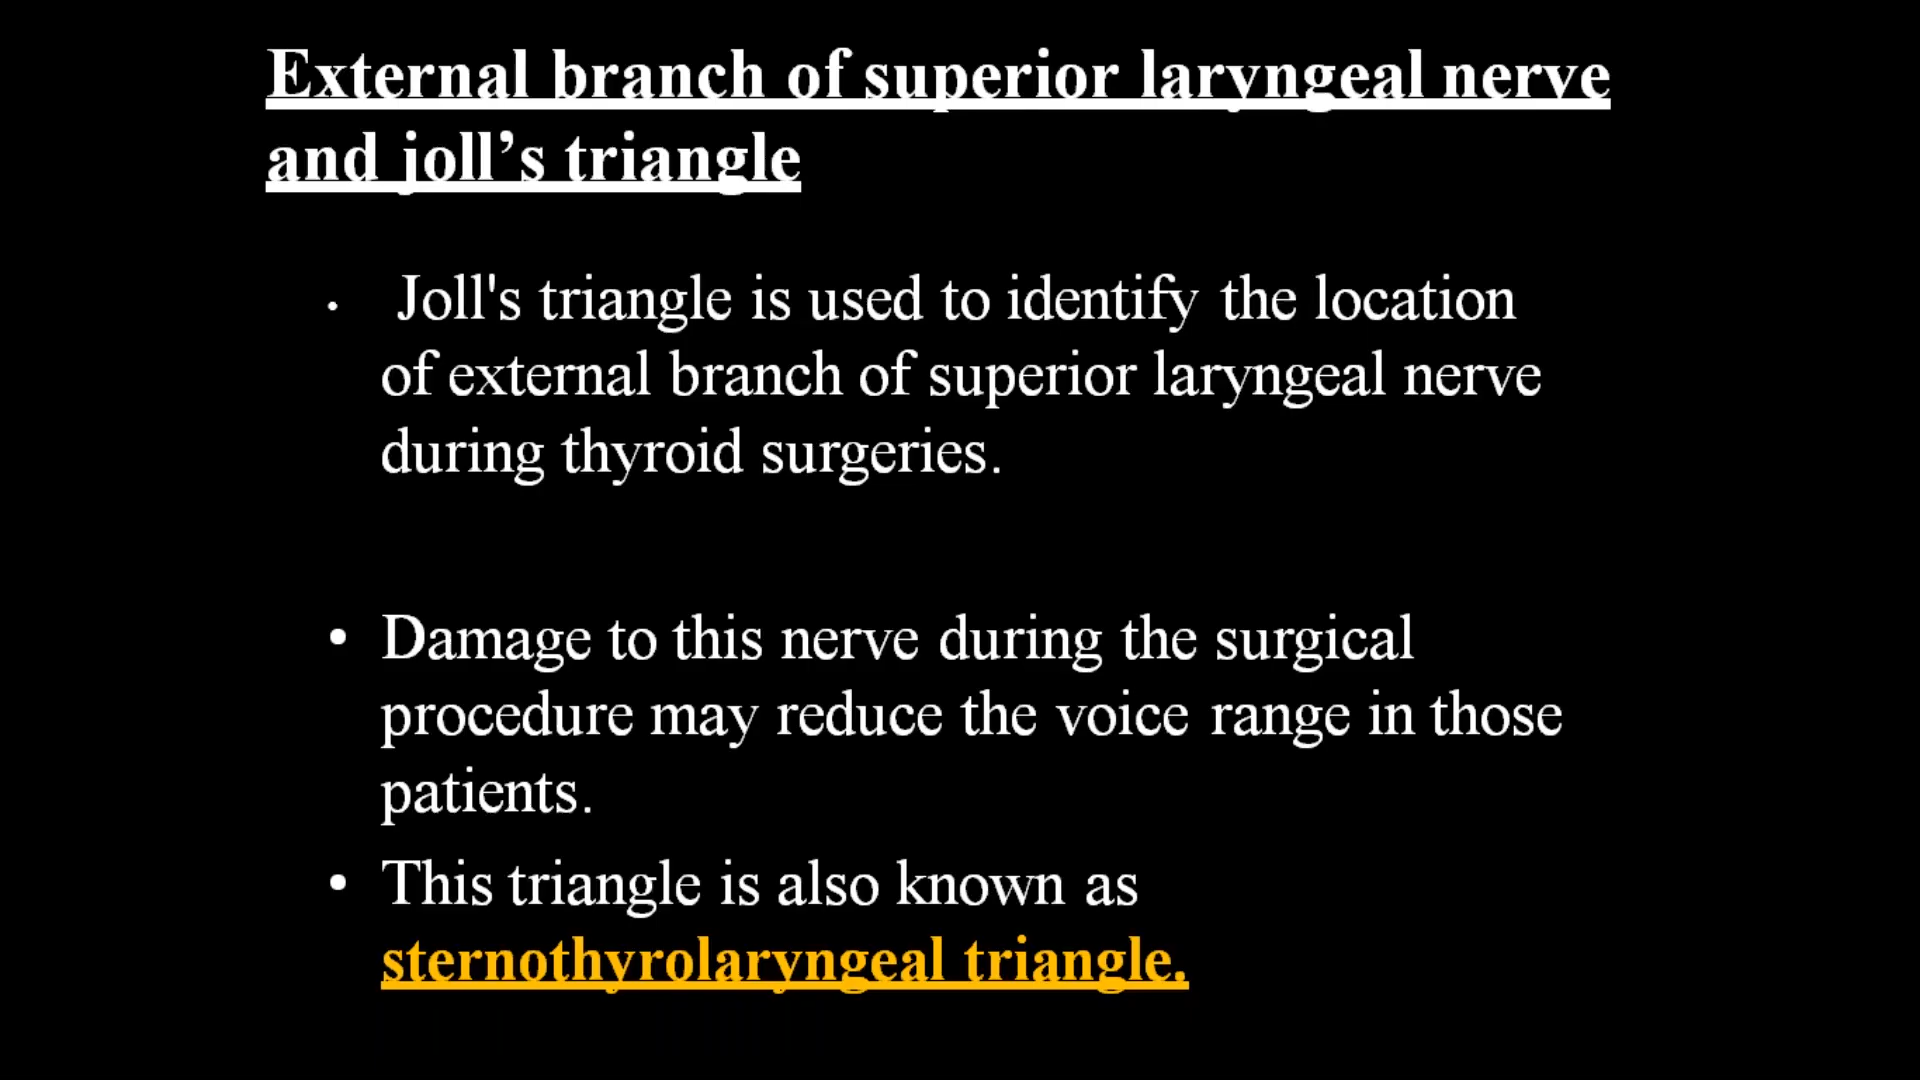 External branch of superior laryngeal nerve
and joll’s triangle
• Joll's triangle is used to identify the location
of external branch of superior laryngeal nerve
during thyroid surgeries.
• Damage to this nerve during the surgical
procedure may reduce the voice range in those
patients.
• This triangle is also known as
sternothyrolaryngeal triangle.